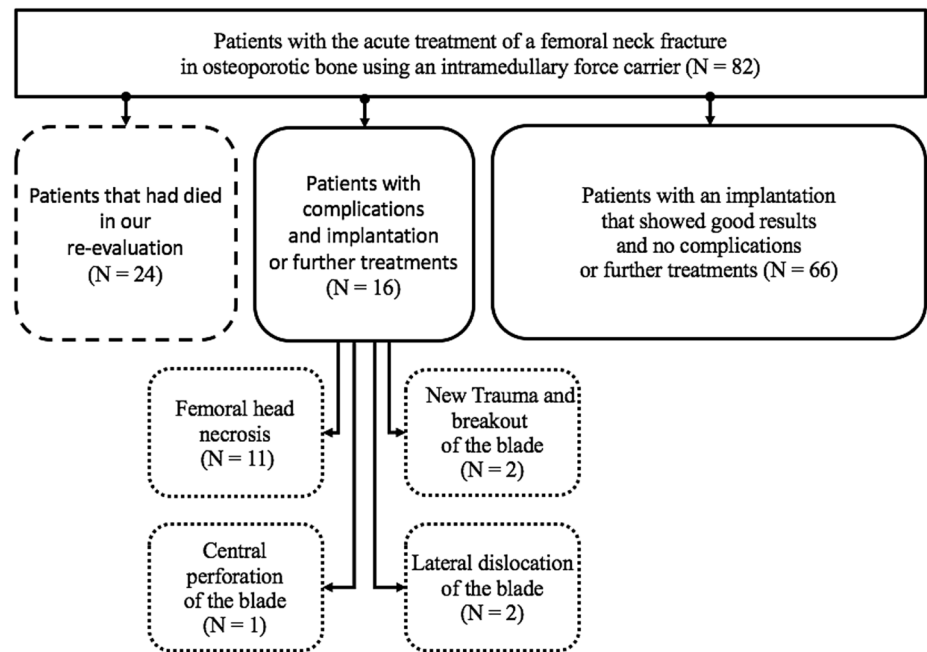 Patients with the acute treatment of a femoral neck fracture
in osteoporotic bone using an intramedullary force carrier (N = 82)
Patients that had died
in our
re-evaluation
(N = 24)
Patients with
complications
and implantation
or further treatments
(N = 16)
Patients with an implantation
that showed good results
and no complications
or further treatments (N = 66)
Femoral head
necrosis
(N = 11)
New Trauma and
breakout
of the blade
(N = 2)
Central
perforation
of the blade
(N = 1)
Lateral dislocation
of the blade
(N = 2)